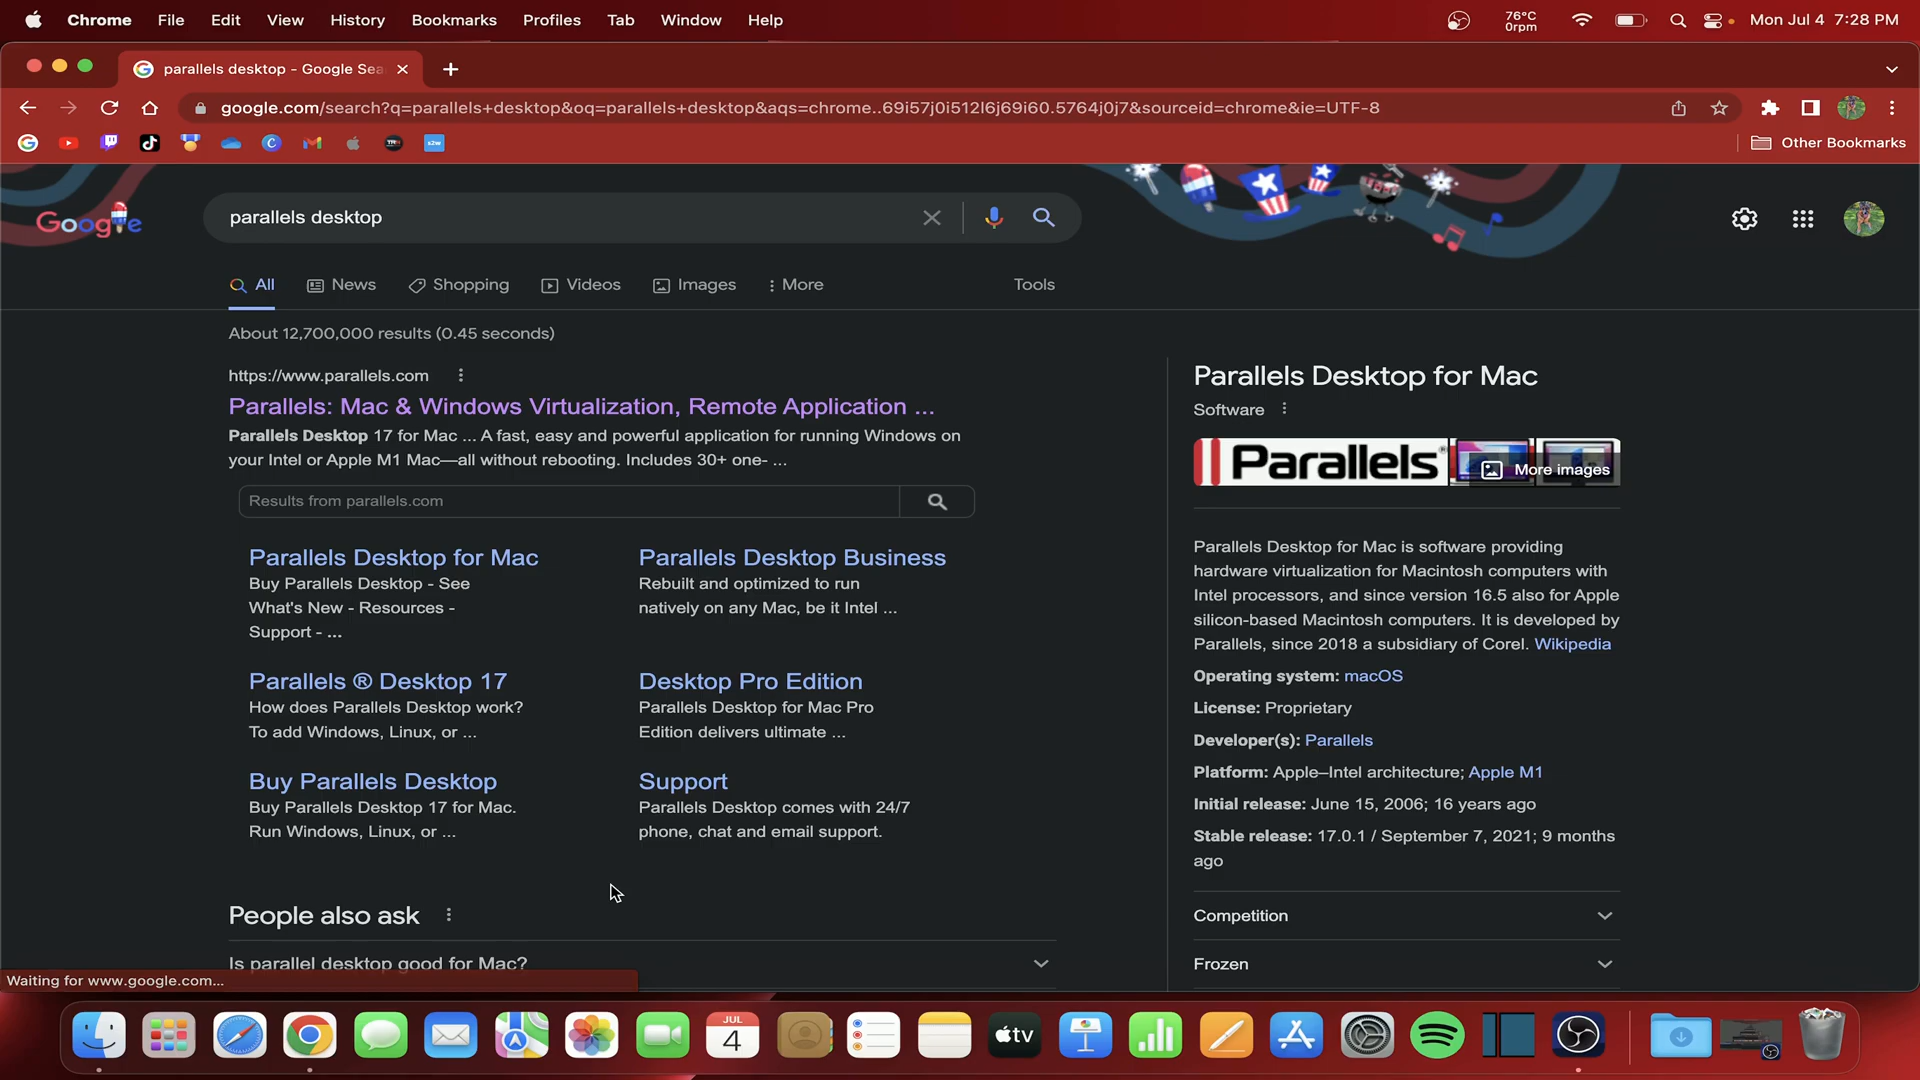 Chrome File Edit View History Bookmarks Profiles Tab Window Help
76°C
0rpm
Mon Jul 4 7:28 PM
parallels desktop - Google Sea
google.com/search?q=parallels+desktop&oq=parallels+desktop&aqs=chrome..69i57j0i512l6j69i60.5764j0j7&sourceid=chrome&ie=UTF-8
Other Bookmarks
Google
parallels desktop
All News Shopping Videos Images More Tools
About 12,700,000 results (0.45 seconds)
https://www.parallels.com
Parallels: Mac & Windows Virtualization, Remote Application ...
Parallels Desktop 17 for Mac ... A fast, easy and powerful application for running Windows on
your Intel or Apple M1 Mac—all without rebooting. Includes 30+ one- ...
Results from parallels.com
Parallels Desktop for Mac
Buy Parallels Desktop - See
What's New - Resources -
Support - ...
Parallels Desktop Business
Rebuilt and optimized to run
natively on any Mac, be it Intel ...
Parallels ® Desktop 17
How does Parallels Desktop work?
To add Windows, Linux, or ...
Desktop Pro Edition
Parallels Desktop for Mac Pro
Edition delivers ultimate ...
Buy Parallels Desktop
Buy Parallels Desktop 17 for Mac.
Run Windows, Linux, or ...
Support
Parallels Desktop comes with 24/7
phone, chat and email support.
People also ask
Is parallel desktop good for Mac?
Parallels Desktop for Mac
Software
Parallels®
More images
Parallels Desktop for Mac is software providing
hardware virtualization for Macintosh computers with
Intel processors, and since version 16.5 also for Apple
silicon-based Macintosh computers. It is developed by
Parallels, since 2018 a subsidiary of Corel. Wikipedia
Operating system: macOS
License: Proprietary
Developer(s): Parallels
Platform: Apple–Intel architecture; Apple M1
Initial release: June 15, 2006; 16 years ago
Stable release: 17.0.1 / September 7, 2021; 9 months
ago
Competition
Frozen
Waiting for www.google.com...
JUL
4
tv